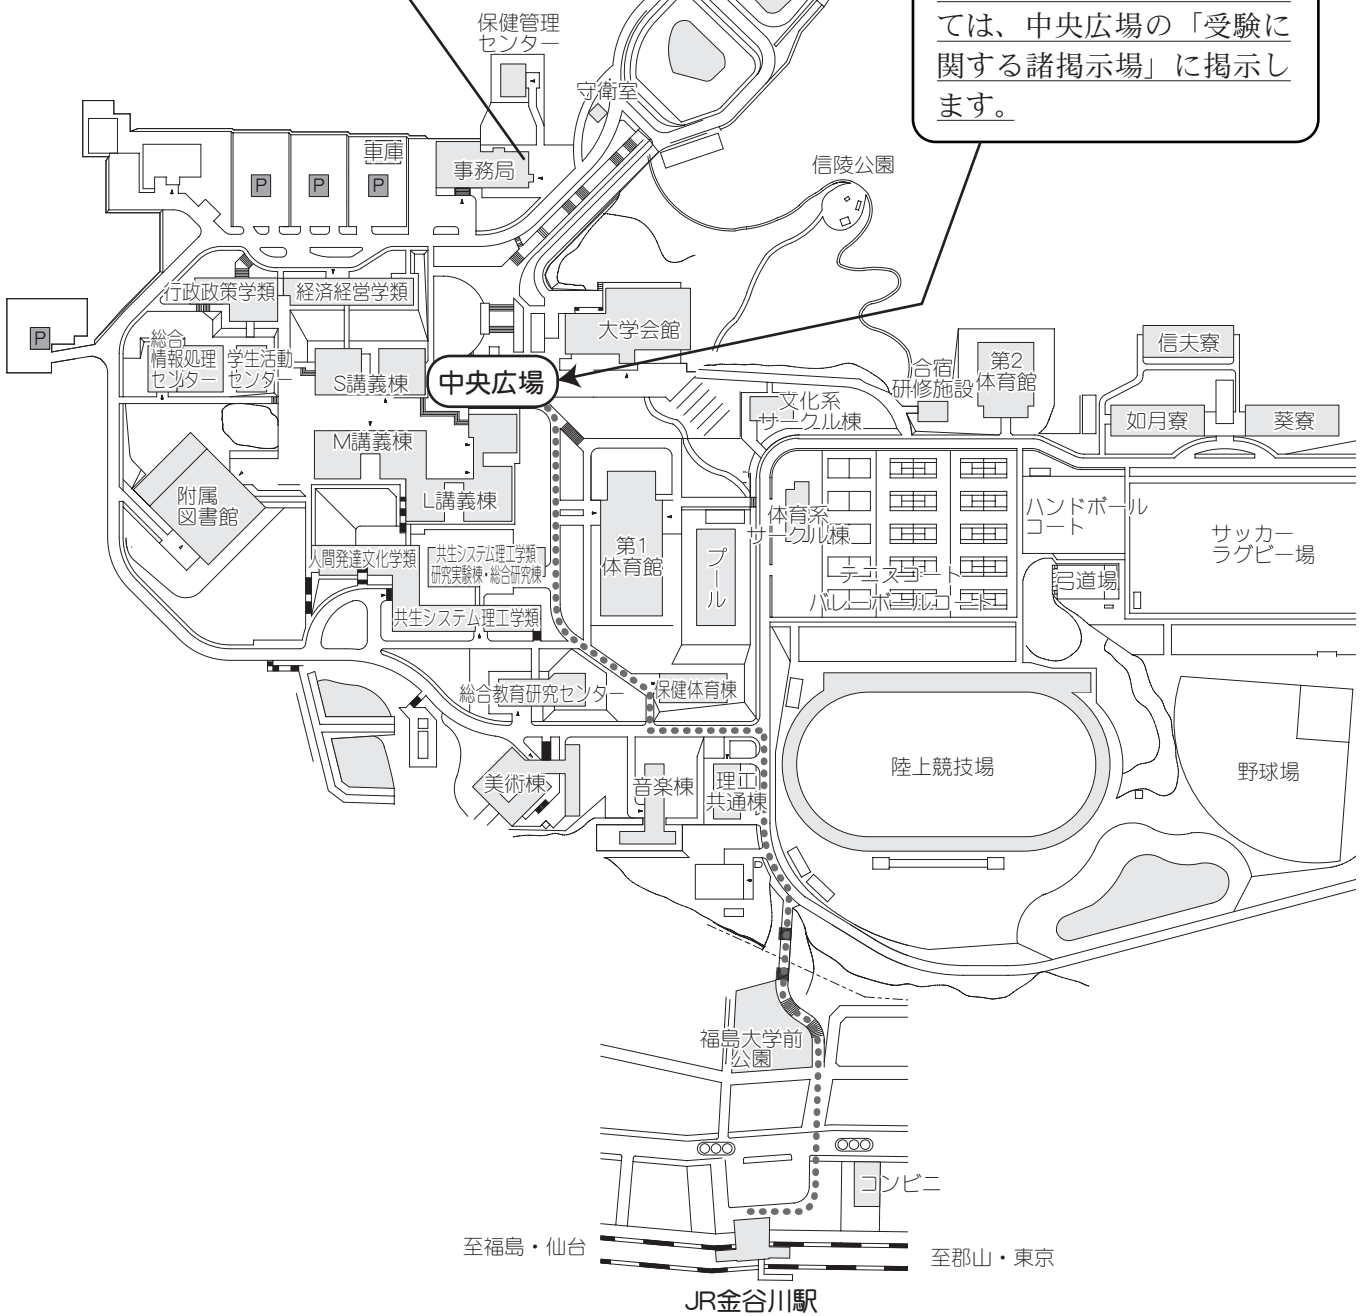 ては、中央広場の「受験に
関する諸掲示場」に掲示し
ます。
保健管理
センター
守衛室
車庫
事務局
信陵公園
P
P
P
行政政策学類
経済経営学類
P
総合
情報処理
センター
学生活動
センター
S講義棟
中央広場
大学会館
合宿
研修施設
第2
体育館
信夫寮
文化系
サークル棟
如月寮
葵寮
M講義棟
L講義棟
附属
図書館
人間発達文化学類
共生システム理工学類
研究実験棟・総合研究棟
第1
体育館
プール
体育系
サークル棟
ハンドボール
コート
サッカー
ラグビー場
テニスコート
バレーボールコート
弓道場
共生システム理工学類
総合教育研究センター
保健体育棟
美術棟
音楽棟
理工
共通棟
陸上競技場
野球場
福島大学前
公園
コンビニ
至福島・仙台
至郡山・東京
JR金谷川駅